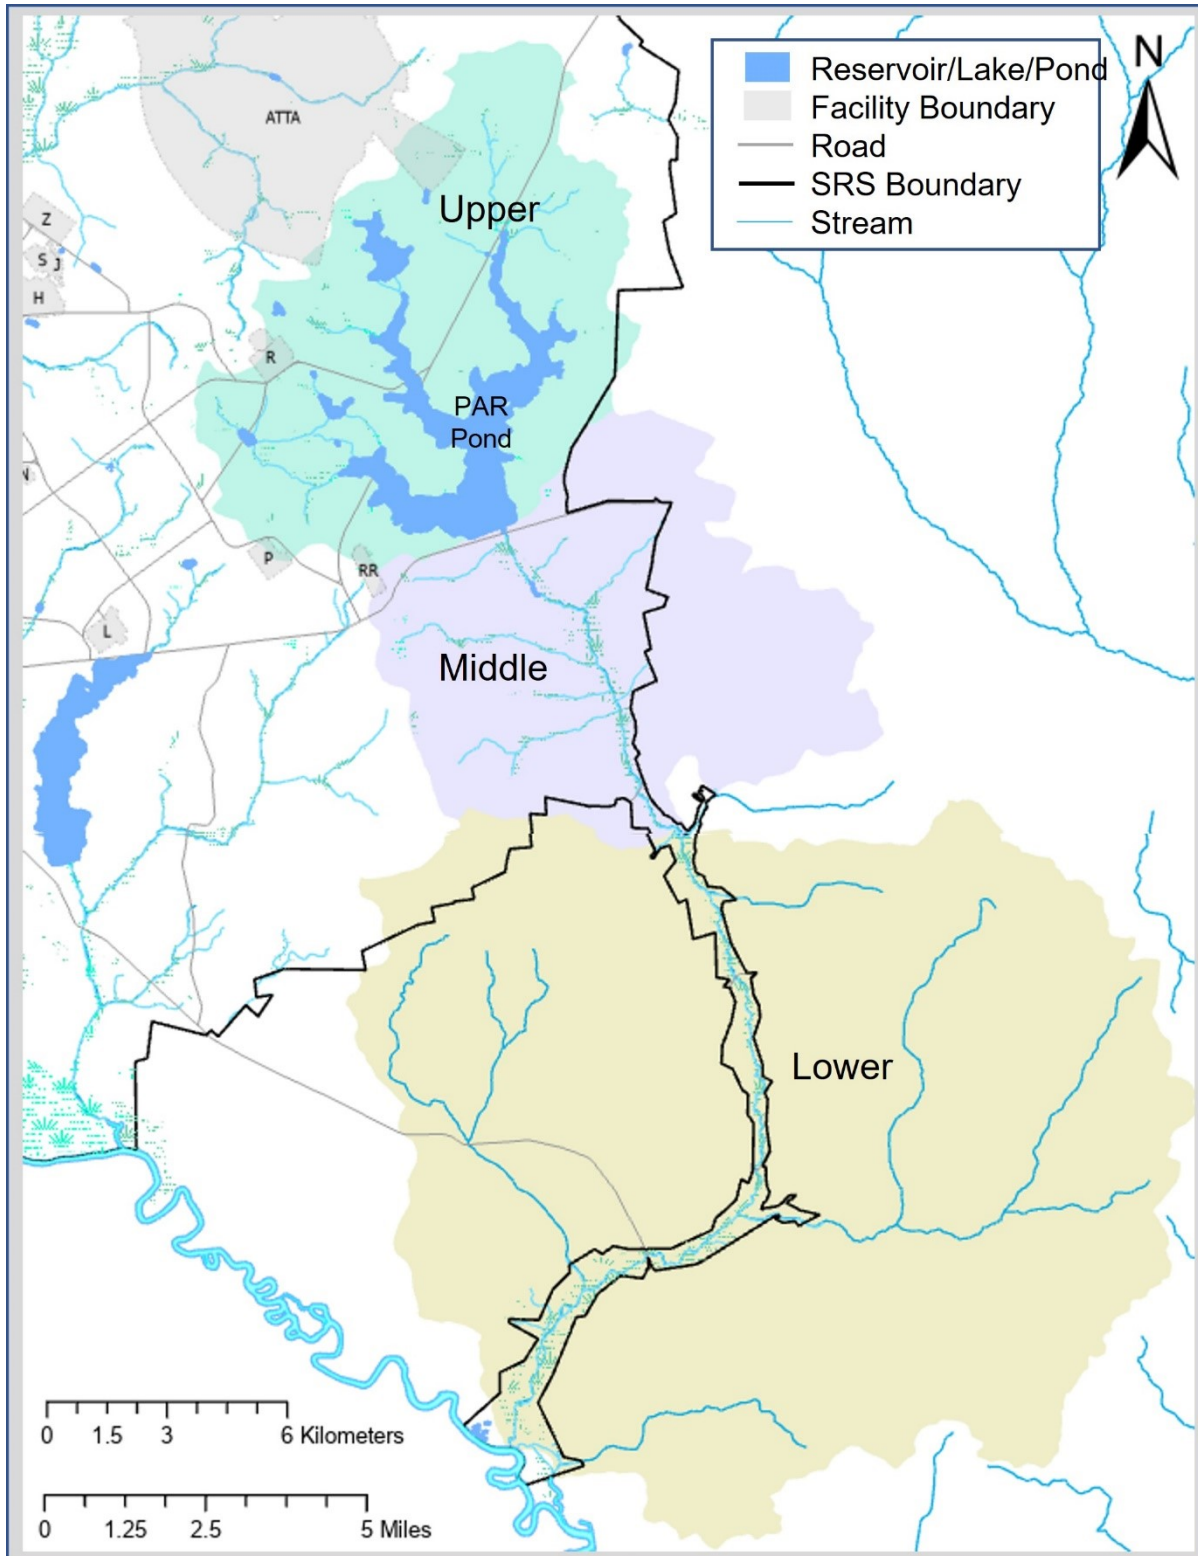 Reservoir/Lake/Pond
Facility Boundary
Road
SRS Boundary
Stream
N
ATTA
Upper
Z
S
J
H
R
PAR
Pond
N
P
RR
L
Middle
Lower
0 1.5 3 6 Kilometers
0 1.25 2.5 5 Miles